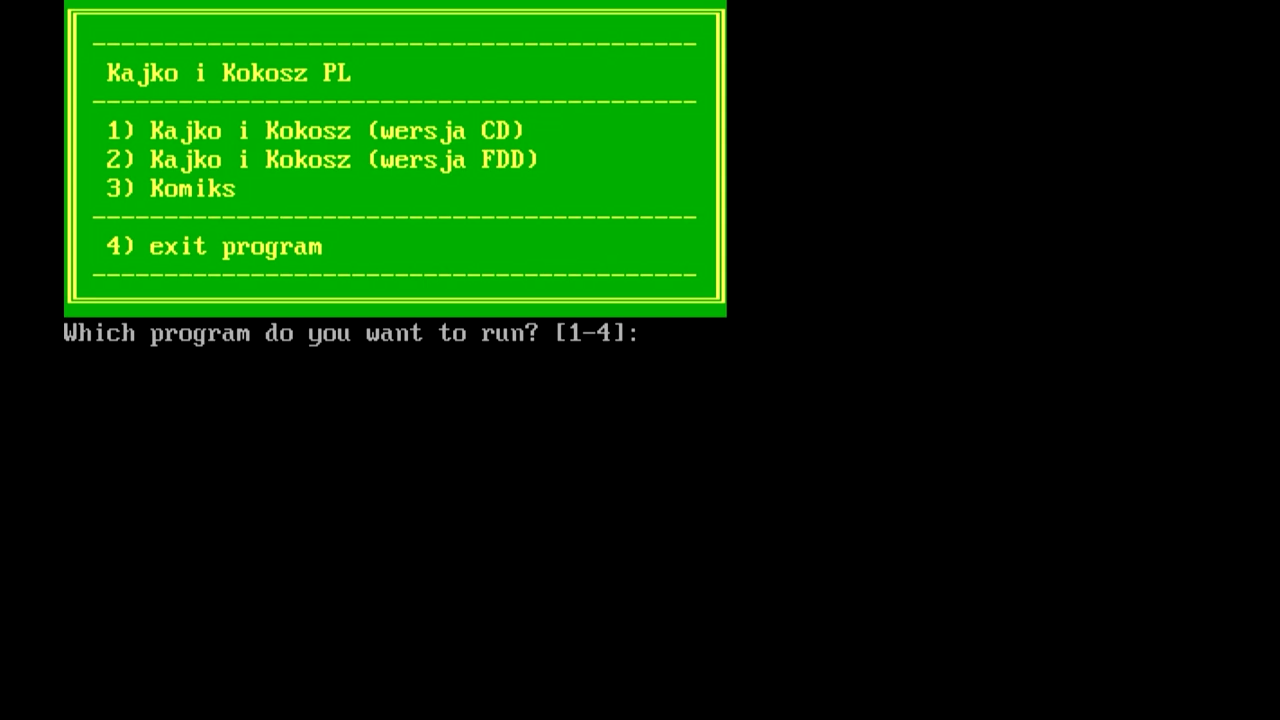 Kajko i Kokosz PL
1) Kajko i Kokosz (wersja CD)
2) Kajko i Kokosz (wersja FDD)
3) Komiks
4) exit program
Which program do you want to run? [1-4]: